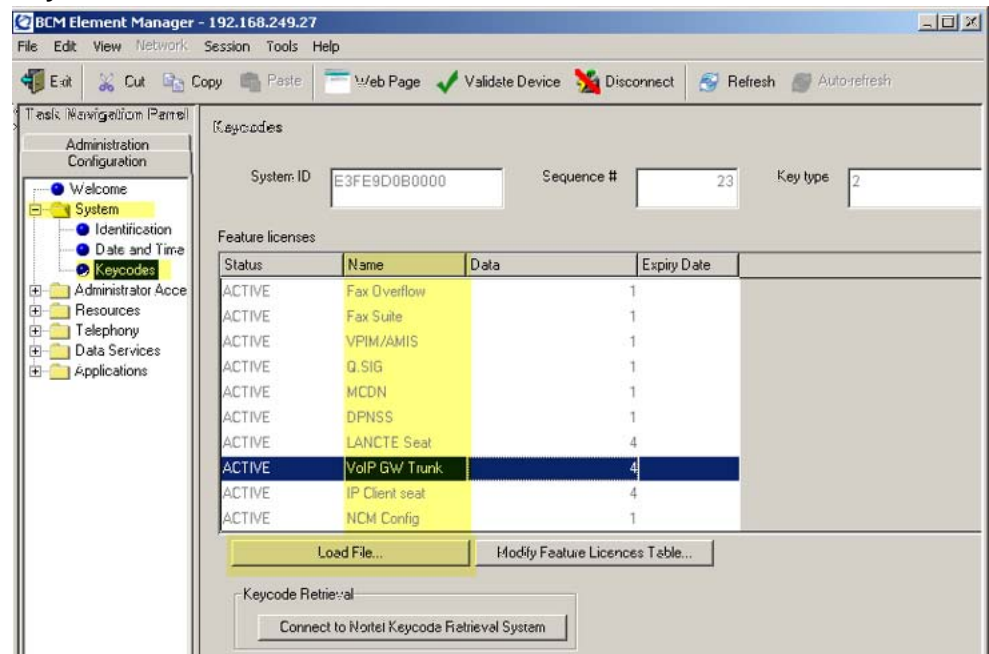 BCM Element Manager - 192.168.249.27
File Edit View Network Session Tools Help
Exit Cut Copy Paste Web Page Validate Device Disconnect Refresh Auto-refresh
Task Navigation Panel
Administration
Configuration
Welcome
System
Identification
Date and Time
Keycodes
Administrator Acce
Resources
Telephony
Data Services
Applications
Keycodes
System ID E3FE9D0B0000 Sequence # 23 Key type 2
Feature licenses
Status Name Data Expiry Date
ACTIVE Fax Overflow 1
ACTIVE Fax Suite 1
ACTIVE VPIM/AMIS 1
ACTIVE Q.SIG 1
ACTIVE MCDN 1
ACTIVE DPNSS 1
ACTIVE LANCTE Seat 4
ACTIVE VoIP GW Trunk 4
ACTIVE IP Client seat 4
ACTIVE NCM Config 1
Load File... Modify Feature Licences Table...
Keycode Retrieval
Connect to Nortel Keycode Retrieval System